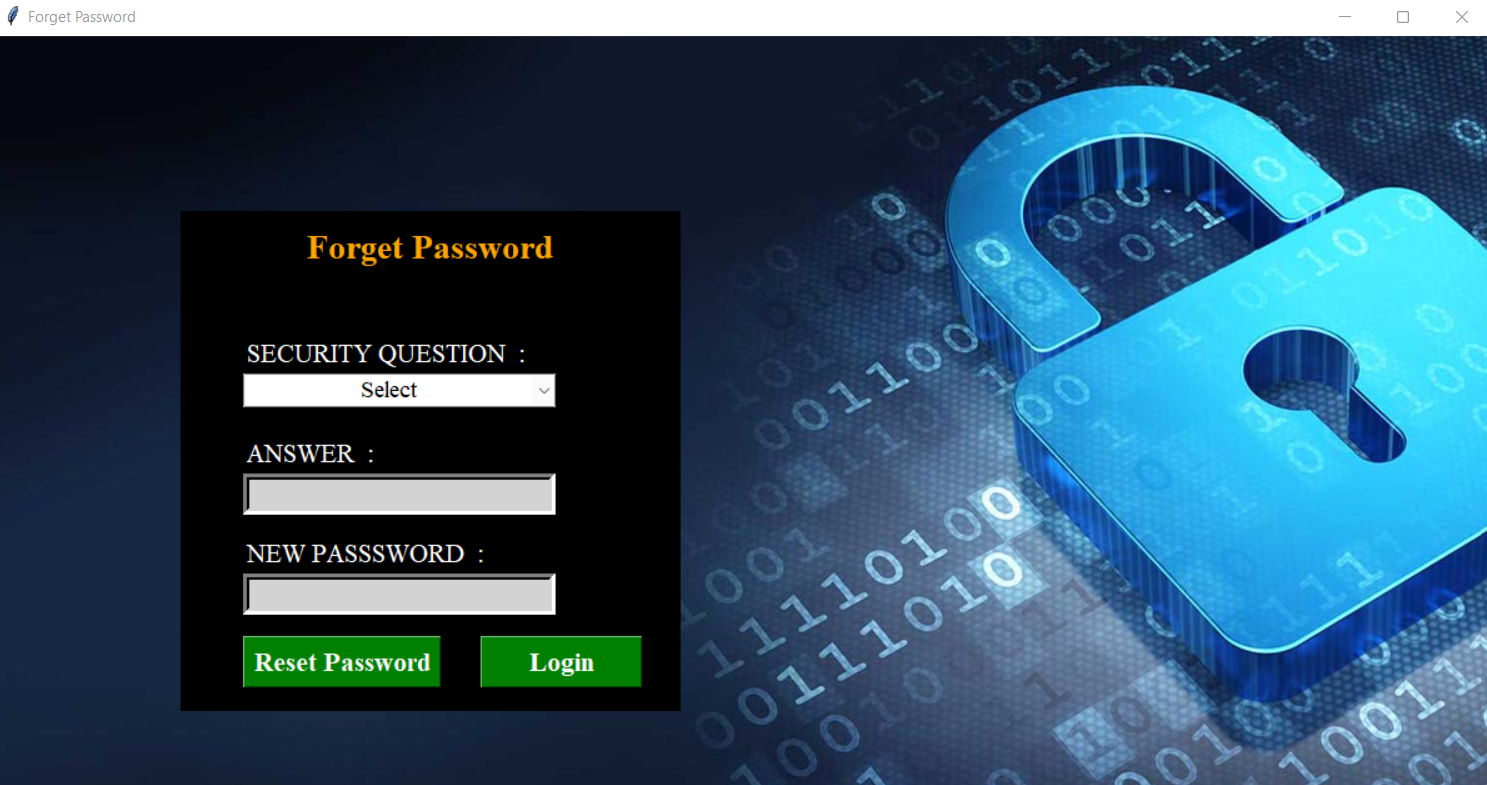 Forget Password
Forget Password
SECURITY QUESTION :
Select
ANSWER :
NEW PASSSWORD :
Reset Password Login